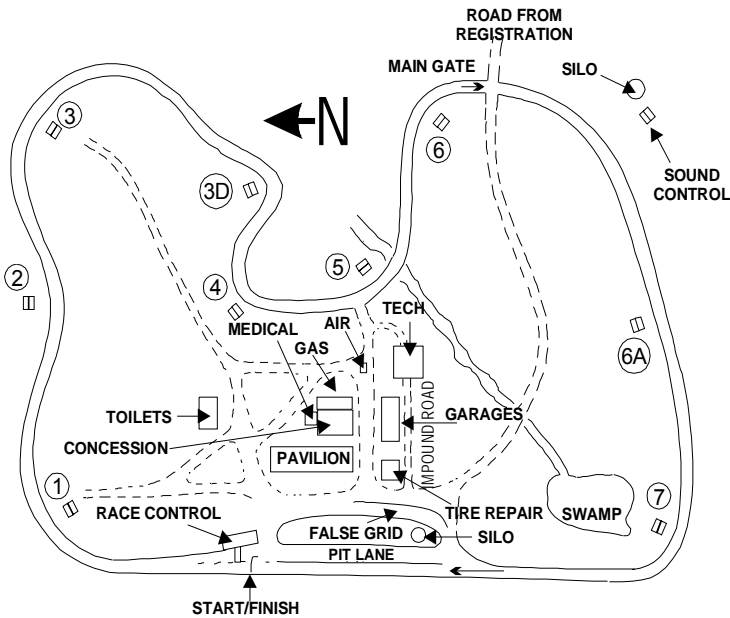 ROAD FROM
REGISTRATION
MAIN GATE
SILO
3
N
6
SOUND
CONTROL
3D
2
5
4
AIR
TECH
MEDICAL
GAS
6A
TOILETS
IMPOUND ROAD
GARAGES
CONCESSION
PAVILION
1
RACE CONTROL
TIRE REPAIR
SWAMP
7
FALSE GRID
SILO
PIT LANE
START/FINISH